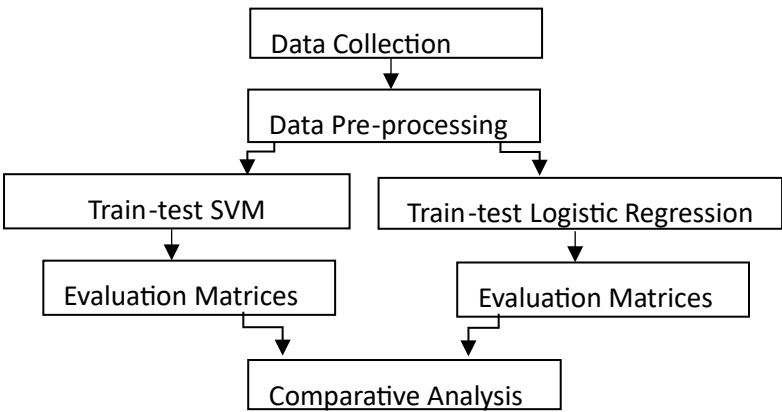 Data Collection
Data Pre-processing
Train-test SVM
Train-test Logistic Regression
Evaluation Matrices
Evaluation Matrices
Comparative Analysis